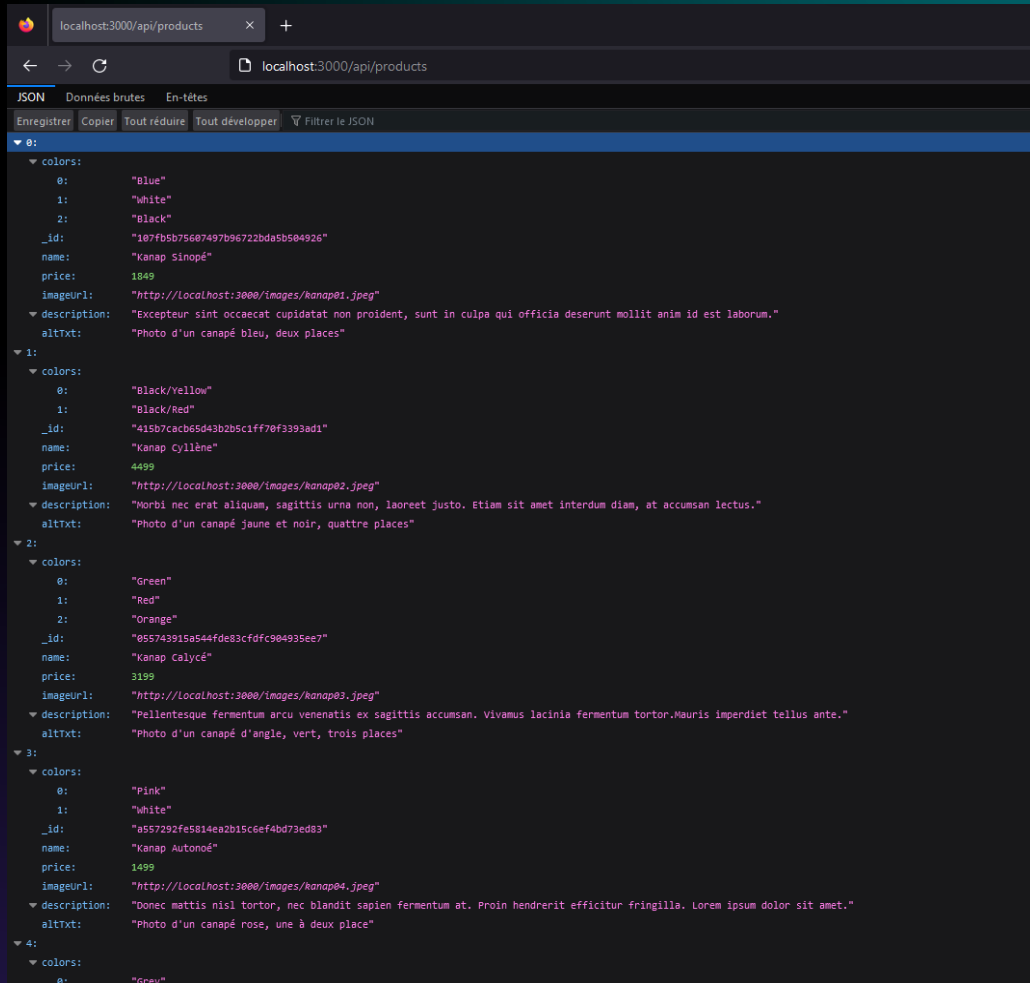 localhost:3000/api/products
localhost:3000/api/products
JSON Données brutes En-têtes
Enregistrer Copier Tout réduire Tout développer Filtrer le JSON
0:
colors:
0: "Blue"
1: "White"
2: "Black"
_id: "107fb5b75607497b96722bda5b504926"
name: "Kanap Sinopé"
price: 1849
imageUrl: "http://localhost:3000/images/kanap01.jpeg"
description: "Excepteur sint occaecat cupidatat non proident, sunt in culpa qui officia deserunt mollit anim id est laborum."
altTxt: "Photo d'un canapé bleu, deux places"
1:
colors:
0: "Black/Yellow"
1: "Black/Red"
_id: "415b7cacb65d43b2b5c1ff70f3393ad1"
name: "Kanap Cyllène"
price: 4499
imageUrl: "http://localhost:3000/images/kanap02.jpeg"
description: "Morbi nec erat aliquam, sagittis urna non, laoreet justo. Etiam sit amet interdum diam, at accumsan lectus."
altTxt: "Photo d'un canapé jaune et noir, quattre places"
2:
colors:
0: "Green"
1: "Red"
2: "Orange"
_id: "055743915a544fde83cfdfc904935ee7"
name: "Kanap Calycé"
price: 3199
imageUrl: "http://localhost:3000/images/kanap03.jpeg"
description: "Pellentesque fermentum arcu venenatis ex sagittis accumsan. Vivamus lacinia fermentum tortor.Mauris imperdiet tellus ante."
altTxt: "Photo d'un canapé d'angle, vert, trois places"
3:
colors:
0: "Pink"
1: "White"
_id: "a557292fe5814ea2b15c6ef4bd73ed83"
name: "Kanap Autonoé"
price: 1499
imageUrl: "http://localhost:3000/images/kanap04.jpeg"
description: "Donec mattis nisl tortor, nec blandit sapien fermentum at. Proin hendrerit efficitur fringilla. Lorem ipsum dolor sit amet."
altTxt: "Photo d'un canapé rose, une à deux place"
4:
colors:
0: "Grey"